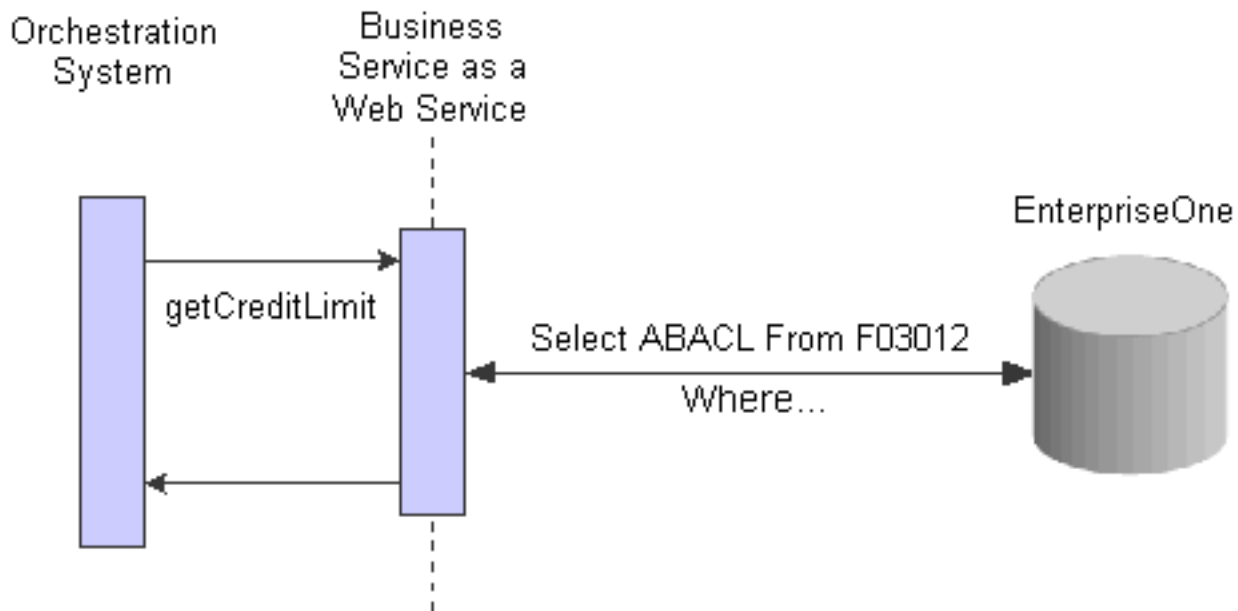 Orchestration
System
Business
Service as a
Web Service
EnterpriseOne
getCreditLimit
Select ABACL From F03012
Where...